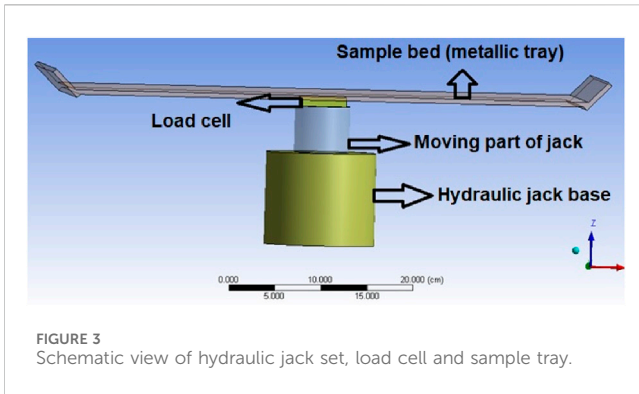 Sample bed (metallic tray)
Load cell
Moving part of jack
Hydraulic jack base
Z
0.000 10.000 20.000 (cm)
5.000 15.000
FIGURE 3
Schematic view of hydraulic jack set, load cell and sample tray.